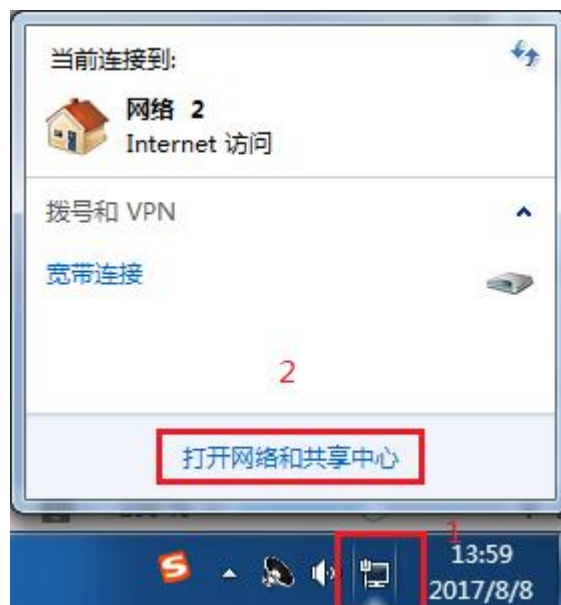 当前连接到:
网络 2
Internet 访问
拨号和 VPN
宽带连接
2
打开网络和共享中心
1
13:59
2017/8/8